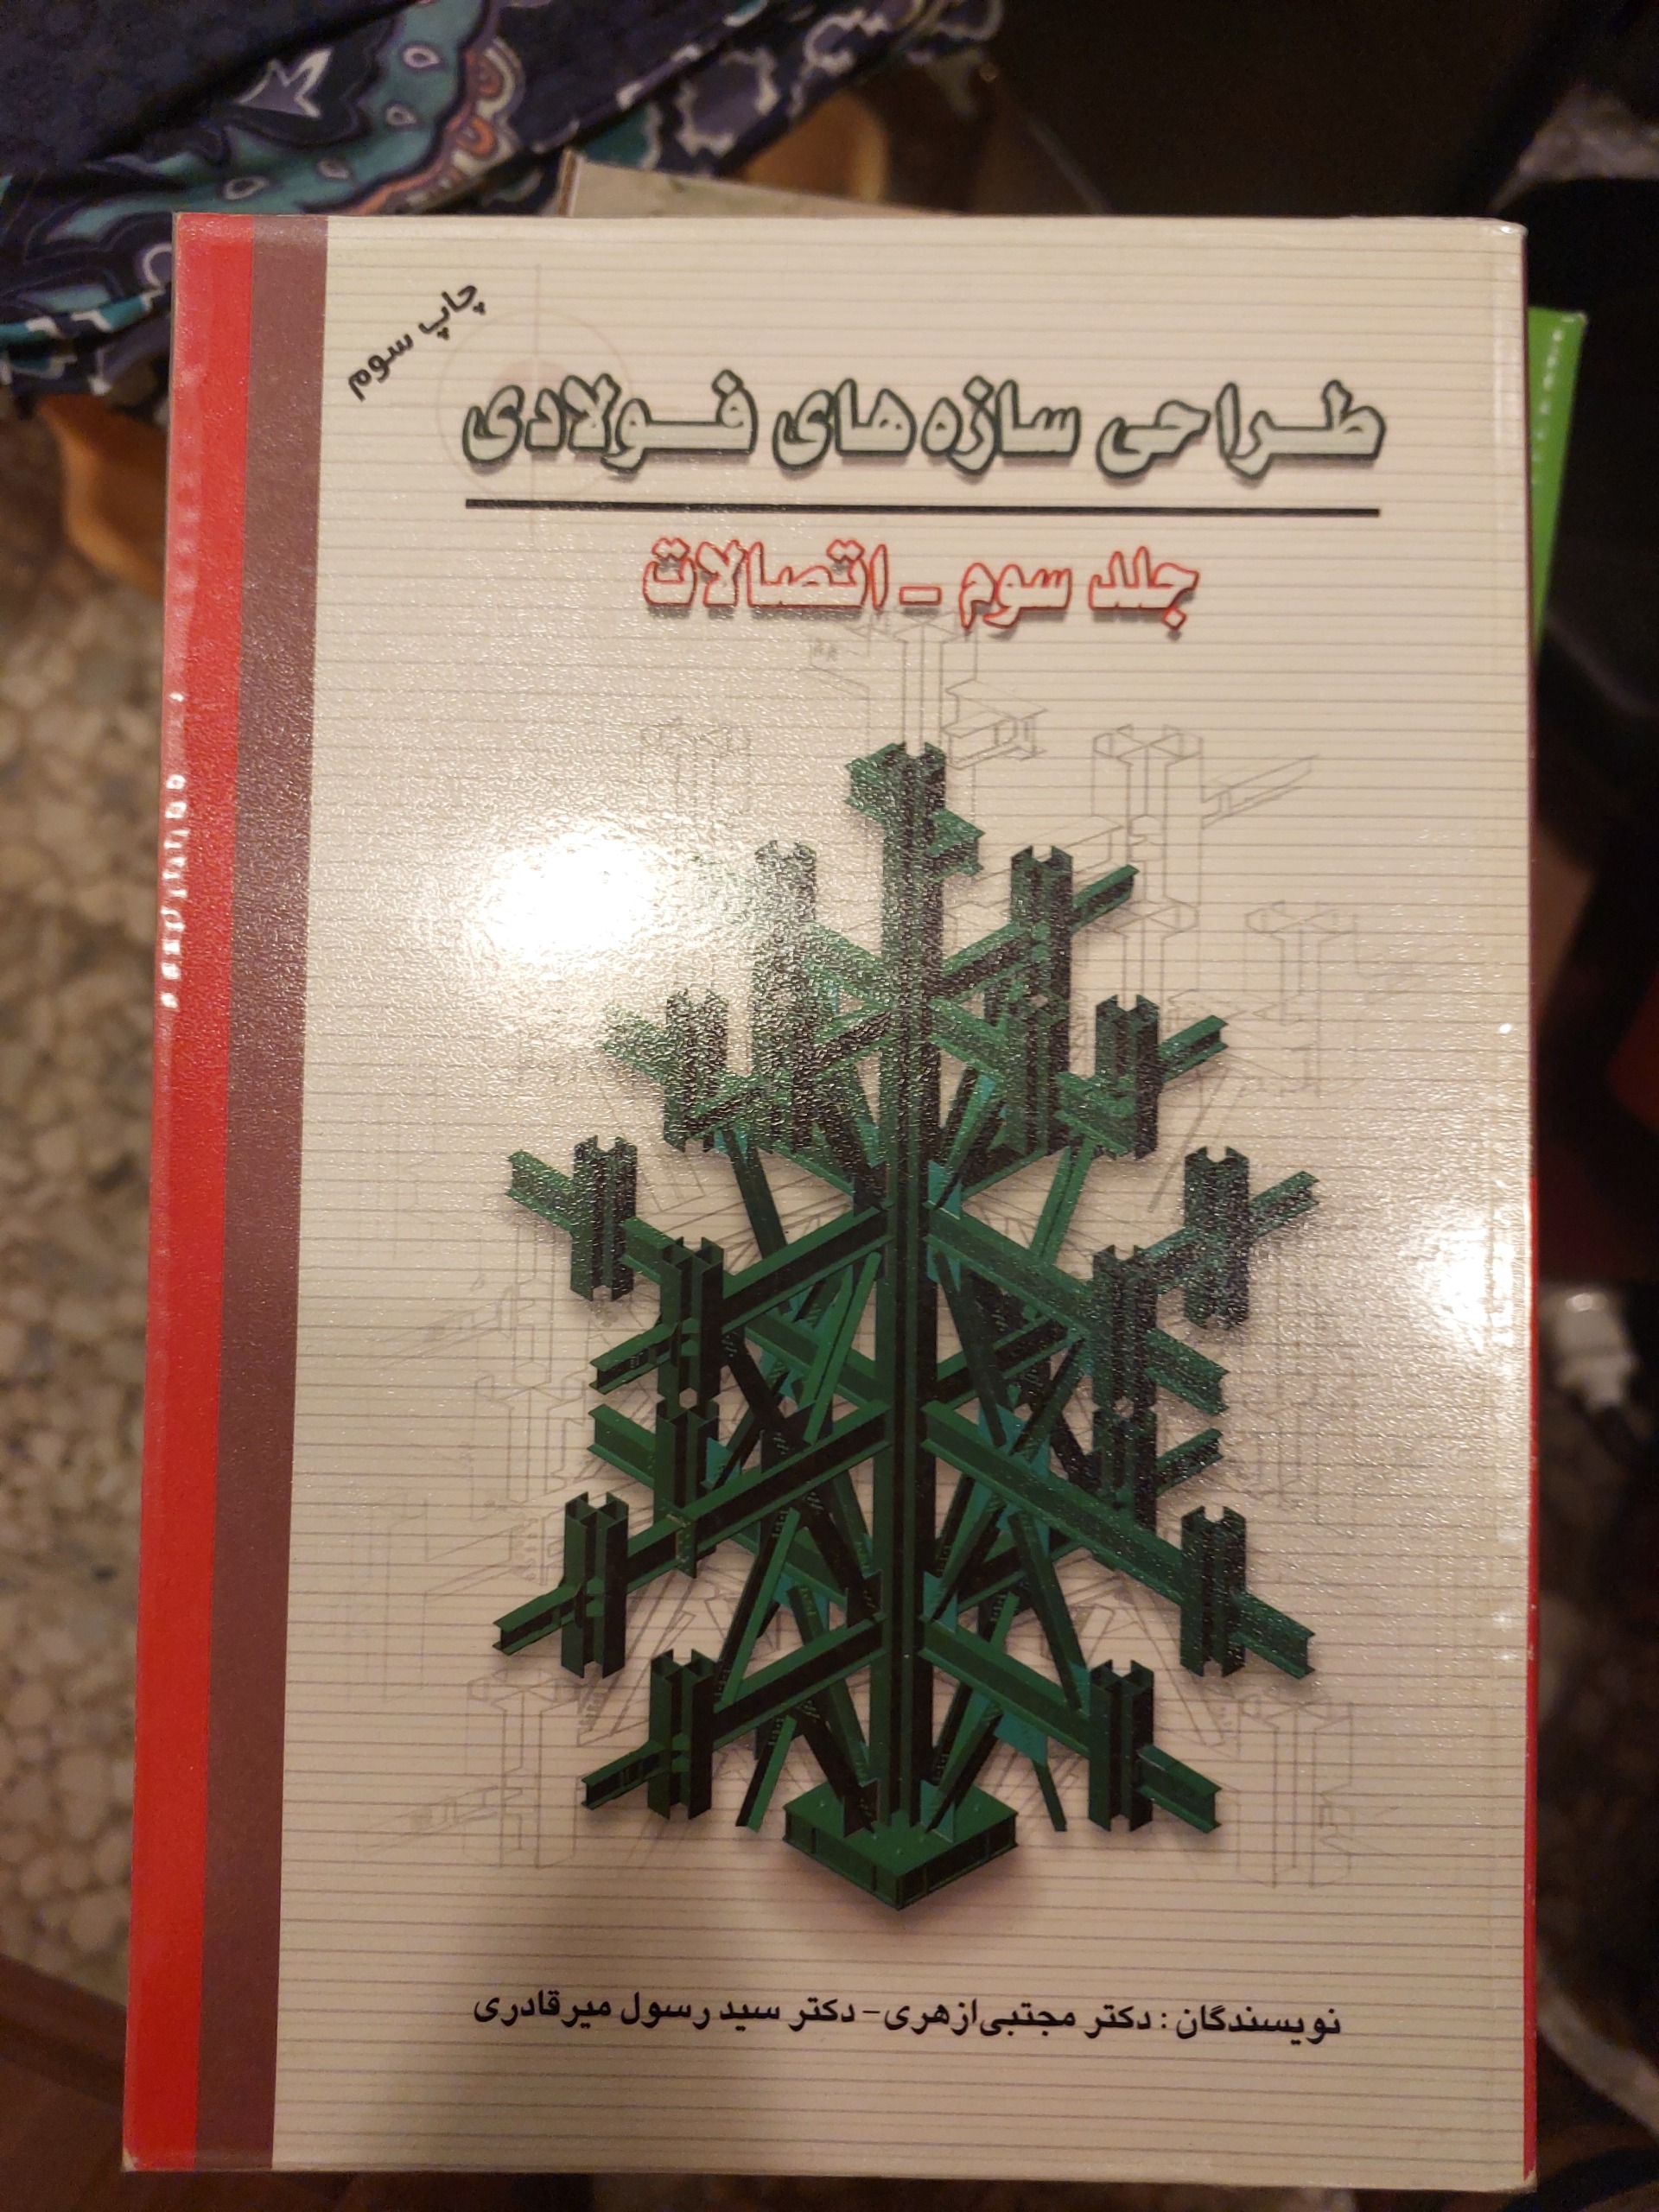 چاپ سوم
طراحی سازه های فولادی
جلد سوم - اتصالات
نویسندگان : دکتر مجتبی ازهری - دکتر سید رسول میرقادری